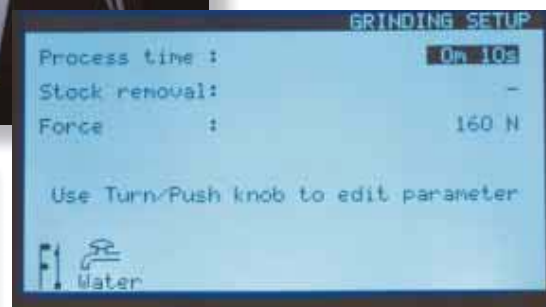 GRINDING SETUP
Process time : 0m 10s
Stock removal: -
Force : 160 N
Use Turn/Push knob to edit parameter
F1 Water